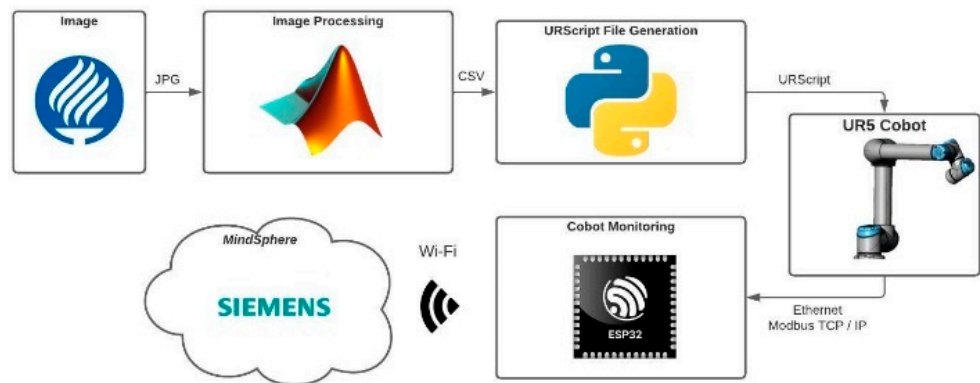 Image
Image Processing
URScript File Generation
JPG
CSV
URScript
UR5 Cobot
MindSphere
Wi-Fi
Cobot Monitoring
SIEMENS
ESP32
Ethernet
Modbus TCP / IP